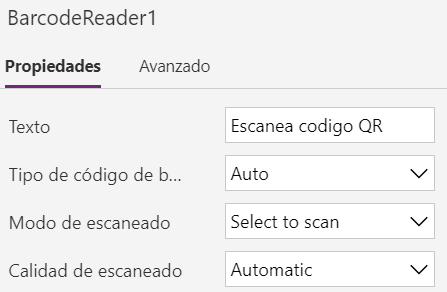 BarcodeReader1
Propiedades Avanzado
Texto Escanea codigo QR
Tipo de código de b... Auto
Modo de escaneado Select to scan
Calidad de escaneado Automatic